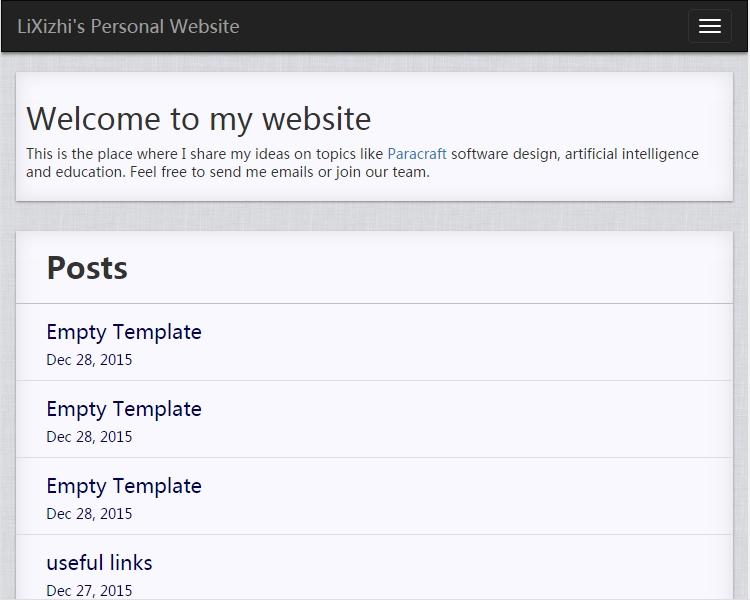 LiXizhi's Personal Website
Welcome to my website
This is the place where I share my ideas on topics like Paracraft software design, artificial intelligence
and education. Feel free to send me emails or join our team.
Posts
Empty Template
Dec 28, 2015
Empty Template
Dec 28, 2015
Empty Template
Dec 28, 2015
useful links
Dec 27, 2015